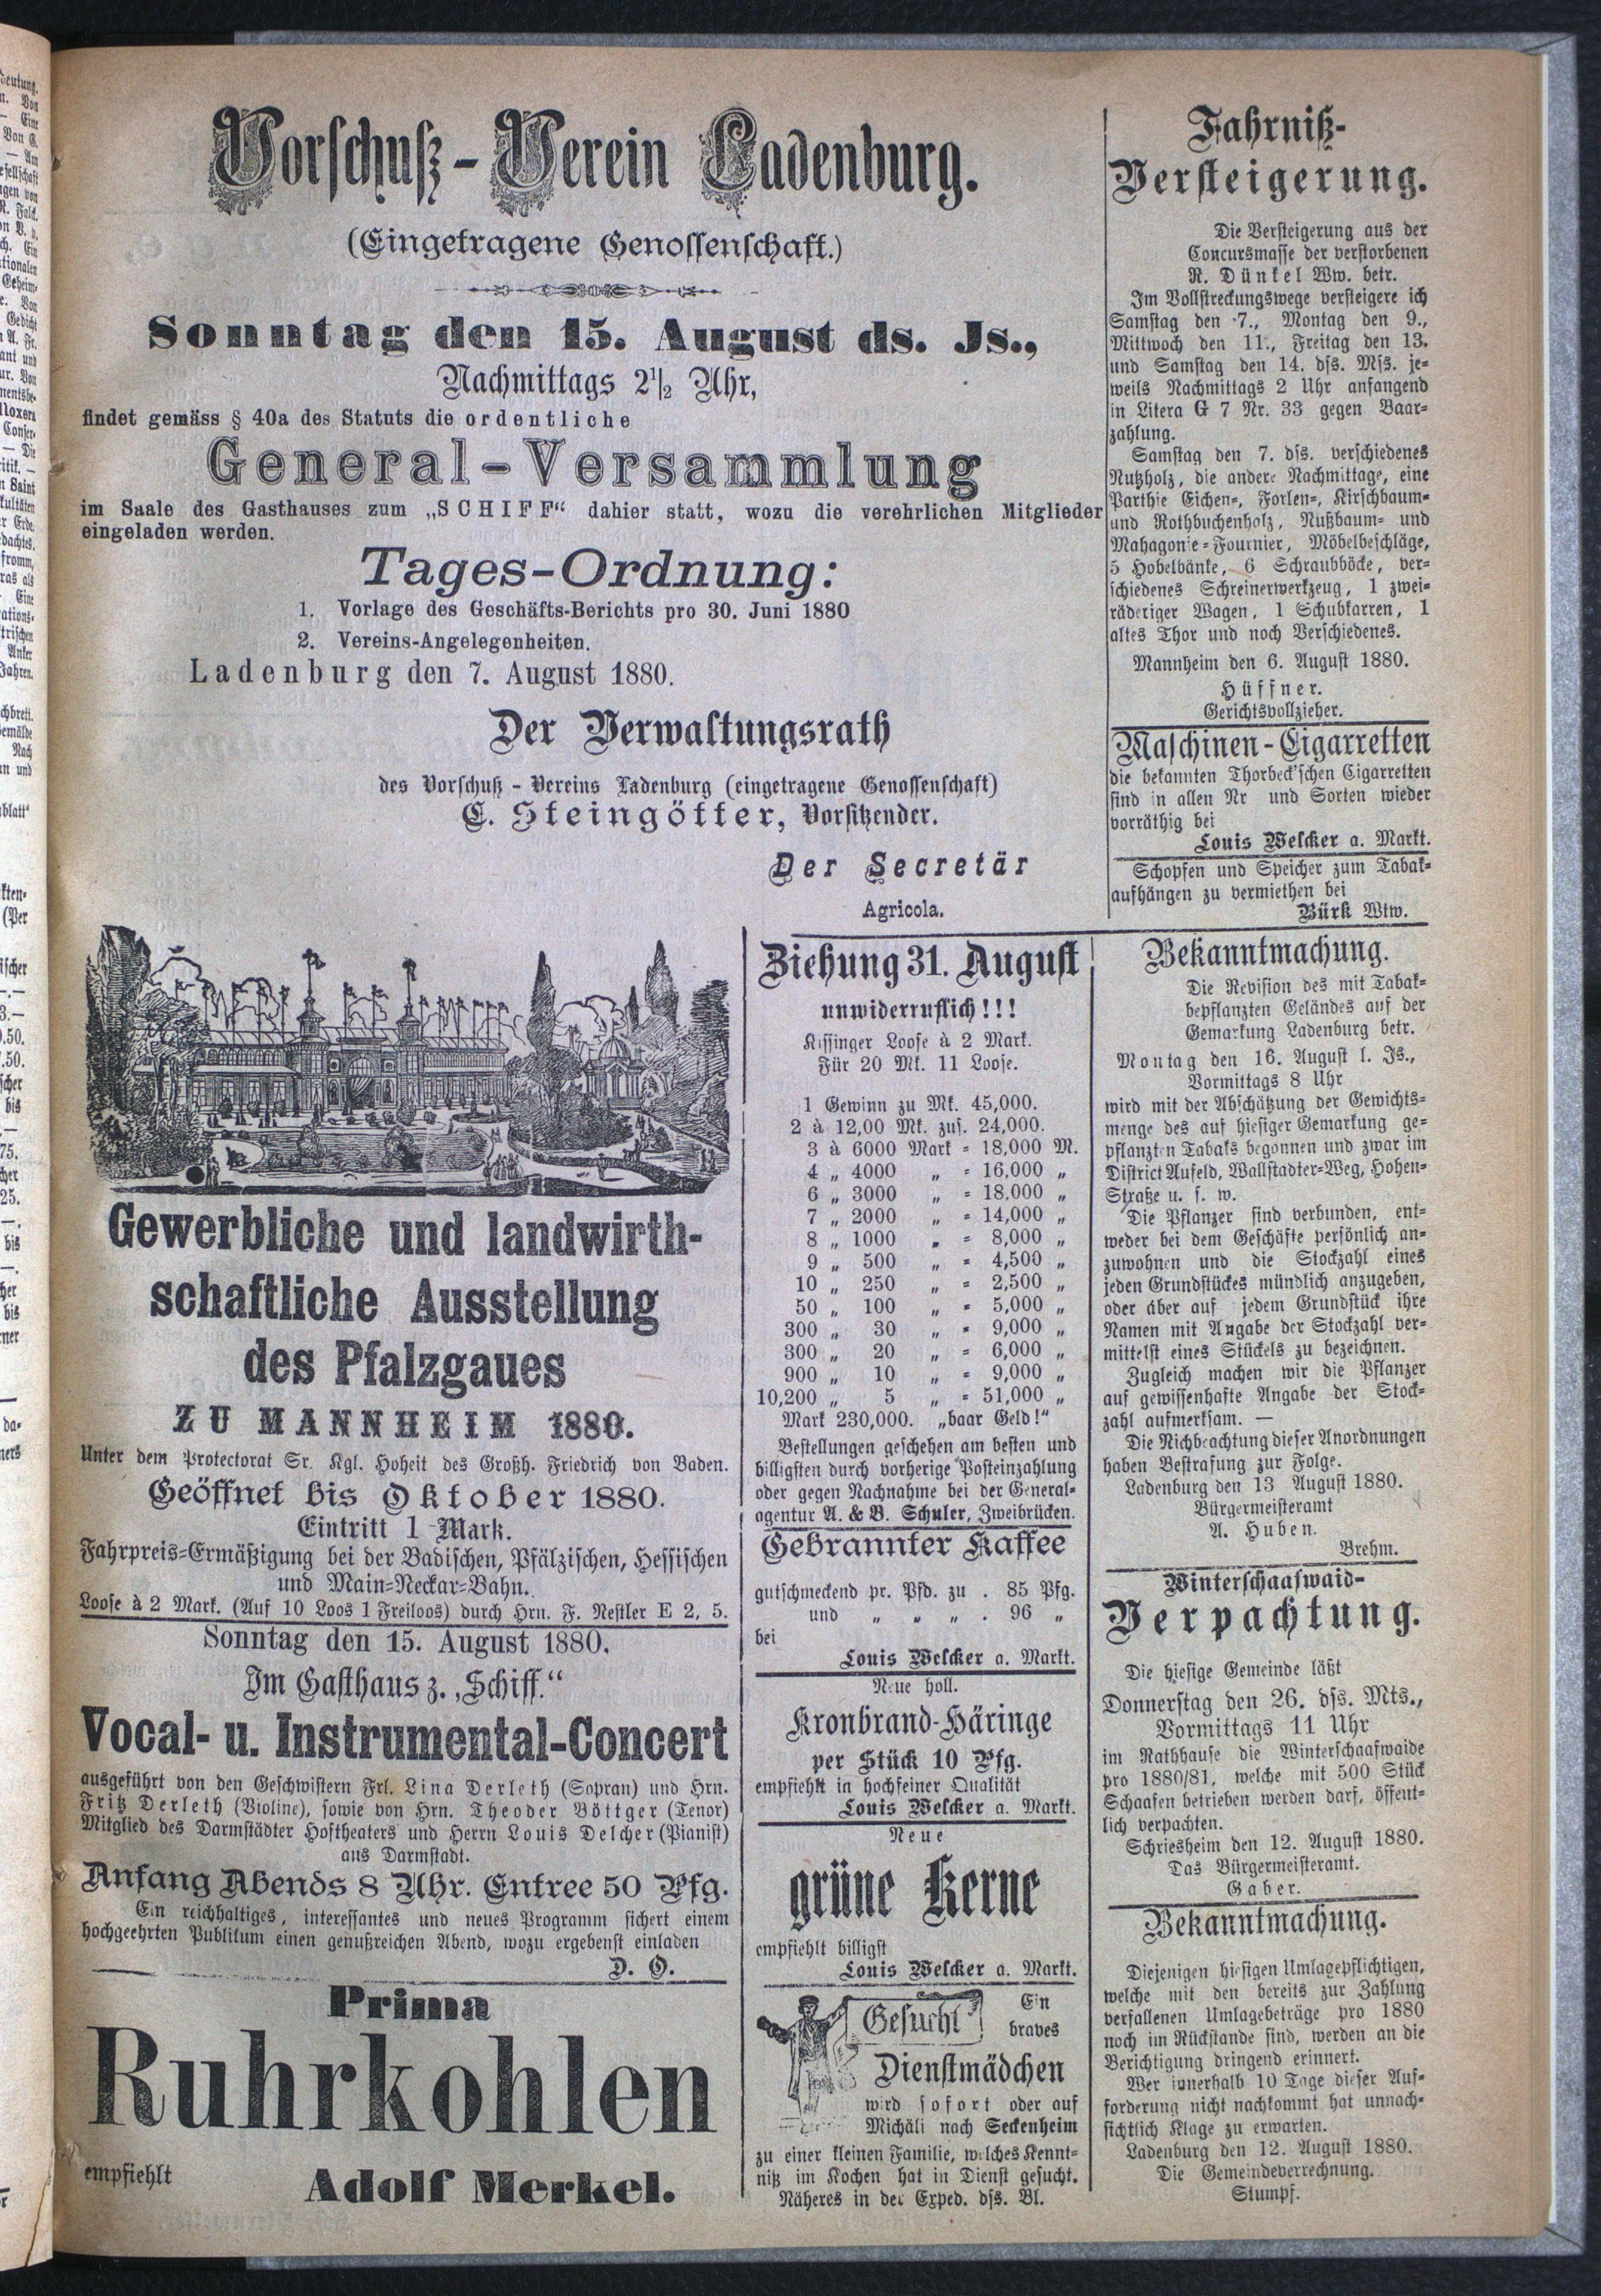 Vorschuß-Verein Ladenburg.
(Eingetragene Genossenschaft.)
Sonntag den 15. August ds. Js.,
Nachmittags 2½ Uhr,
findet gemäss § 40a des Statuts die ordentliche
General-Versammlung
im Saale des Gasthauses zum „SCHIFF“ dahier statt, wozu die verehrlichen Mitglieder
eingeladen werden.
Tages-Ordnung:
1. Vorlage des Geschäfts-Berichts pro 30. Juni 1880
2. Vereins-Angelegenheiten.
Ladenburg den 7. August 1880.
Der Verwaltungsrath
des Vorschuß-Vereins Ladenburg (eingetragene Genossenschaft)
C. Steingötter, Vorsitzender.
Der Secretär
Agricola.
Fahrniß-
Versteigerung.
Die Versteigerung aus der
Concursmasse der verstorbenen
R. Dünkel Ww. betr.
Im Vollstreckungswege versteigere ich
Samstag den 7., Montag den 9.,
Mittwoch den 11., Freitag den 13.
und Samstag den 14. dss. Mts. je-
weils Nachmittags 2 Uhr anfangend
in Litera G 7 Nr. 33 gegen Baar-
zahlung.
Samstag den 7. dss. verschiedenes
Nutzholz, die andere Nachmittage, eine
Parthie Eichen-, Forlen-, Kirschbaum-
und Rothbuchenholz, Nußbaum- und
Mahagonie-Fournier, Möbelbeschläge,
5 Hobelbänke, 6 Schraubböcke, ver-
schiedenes Schreinerwerkzeug, 1 zwei-
räderiger Wagen, 1 Schubkarren, 1
altes Thor und noch Verschiedenes.
Mannheim den 6. August 1880.
Hüffner.
Gerichtsvollzieher.
Maschinen-Cigarretten
die bekannten Thorbeck'schen Cigarretten
sind in allen Nr und Sorten wieder
vorräthig bei
Louis Welcker a. Markt.
Schopfen und Speicher zum Tabak-
aufhängen zu vermiethen bei
Bürk Wtw.
Gewerbliche und landwirth-
schaftliche Ausstellung
des Pfalzgaues
ZU MANNHEIM 1880.
Unter dem Protectorat Sr. Kgl. Hoheit des Großh. Friedrich von Baden.
Geöffnet bis Oktober 1880.
Eintritt 1 Mark.
Fahrpreis-Ermäßigung bei der Badischen, Pfälzischen, Hessischen
und Main-Neckar-Bahn.
Loose à 2 Mark. (Auf 10 Loos 1 Freiloos) durch Hrn. F. Nestler E 2, 5.
Sonntag den 15. August 1880.
Im Gasthaus z. „Schiff.“
Vocal- u. Instrumental-Concert
ausgeführt von den Geschwistern Frl. Lina Derleth (Sopran) und Hrn.
Fritz Derleth (Violine), sowie von Hrn. Theoder Böttger (Tenor)
Mitglied des Darmstädter Hoftheaters und Herrn Louis Delcher (Pianist)
aus Darmstadt.
Anfang Abends 8 Uhr. Entree 50 Pfg.
Ein reichhaltiges, interessantes und neues Programm sichert einem
hochgeehrten Publikum einen genußreichen Abend, wozu ergebenst einladen
D. O.
Prima
Ruhrkohlen
empfiehlt
Adolf Merkel.
Ziehung 31. August
unwiderruflich!!!
Kissinger Loose à 2 Mark.
Für 20 Mk. 11 Loose.
1 Gewinn zu Mk. 45,000.
2 à 12,00 Mk. zus. 24,000.
3 à 6000 Mark = 18,000 M.
4 „ 4000 „ = 16,000 „
6 „ 3000 „ = 18,000 „
7 „ 2000 „ = 14,000 „
8 „ 1000 „ = 8,000 „
9 „ 500 „ = 4,500 „
10 „ 250 „ = 2,500 „
50 „ 100 „ = 5,000 „
300 „ 30 „ = 9,000 „
300 „ 20 „ = 6,000 „
900 „ 10 „ = 9,000 „
10,200 „ 5 „ = 51,000 „
Mark 230,000. „baar Geld!“
Bestellungen geschehen am besten und
billigsten durch vorherige Posteinzahlung
oder gegen Nachnahme bei der General-
agentur A. & B. Schuler, Zweibrücken.
Gebrannter Kaffee
gutschmeckend pr. Pfd. zu . 85 Pfg.
und „ „ „ . 96 „
bei
Louis Welcker a. Markt.
Neue holl.
Kronbrand-Häringe
per Stück 10 Pfg.
empfiehlt in hochfeiner Qualität
Louis Welcker a. Markt.
Neue
grüne Kerne
empfiehlt billigst
Louis Welcker a. Markt.
Gesucht
Ein
braves
Dienstmädchen
wird sofort oder auf
Michäli nach Seckenheim
zu einer kleinen Familie, welches Kennt-
niß im Kochen hat in Dienst gesucht.
Näheres in der Exped. dss. Bl.
Bekanntmachung.
Die Revision des mit Tabak-
bepflanzten Geländes auf der
Gemarkung Ladenburg betr.
Montag den 16. August l. Js.,
Vormittags 8 Uhr
wird mit der Abschätzung der Gewichts-
menge des auf hiesiger Gemarkung ge-
pflanzten Tabaks begonnen und zwar im
District Aufeld, Wallstadter-Weg, Hohen-
Straße u. s. w.
Die Pflanzer sind verbunden, ent-
weder bei dem Geschäfte persönlich an-
zuwohnen und die Stockzahl eines
jeden Grundstückes mündlich anzugeben,
oder aber auf jedem Grundstück ihre
Namen mit Angabe der Stockzahl ver-
mittelst eines Stückels zu bezeichnen.
Zugleich machen wir die Pflanzer
auf gewissenhafte Angabe der Stock-
zahl aufmerksam. —
Die Nichbeachtung dieser Anordnungen
haben Bestrafung zur Folge.
Ladenburg den 13 August 1880.
Bürgermeisteramt
A. Huben.
Brehm.
Winterschaafwaid-
Verpachtung.
Die hiesige Gemeinde läßt
Donnerstag den 26. dss. Mts.,
Vormittags 11 Uhr
im Rathhause die Winterschaafwaide
pro 1880/81, welche mit 500 Stück
Schaafen betrieben werden darf, öffent-
lich verpachten.
Schriesheim den 12. August 1880.
Das Bürgermeisteramt.
Gaber.
Bekanntmachung.
Diejenigen hiesigen Umlagepflichtigen,
welche mit den bereits zur Zahlung
verfallenen Umlagebeträge pro 1880
noch im Rückstande sind, werden an die
Berichtigung dringend erinnert.
Wer innerhalb 10 Tage dieser Auf-
forderung nicht nachkommt hat unnach-
sichtlich Klage zu erwarten.
Ladenburg den 12. August 1880.
Die Gemeindeverrechnung.
Stumpf.